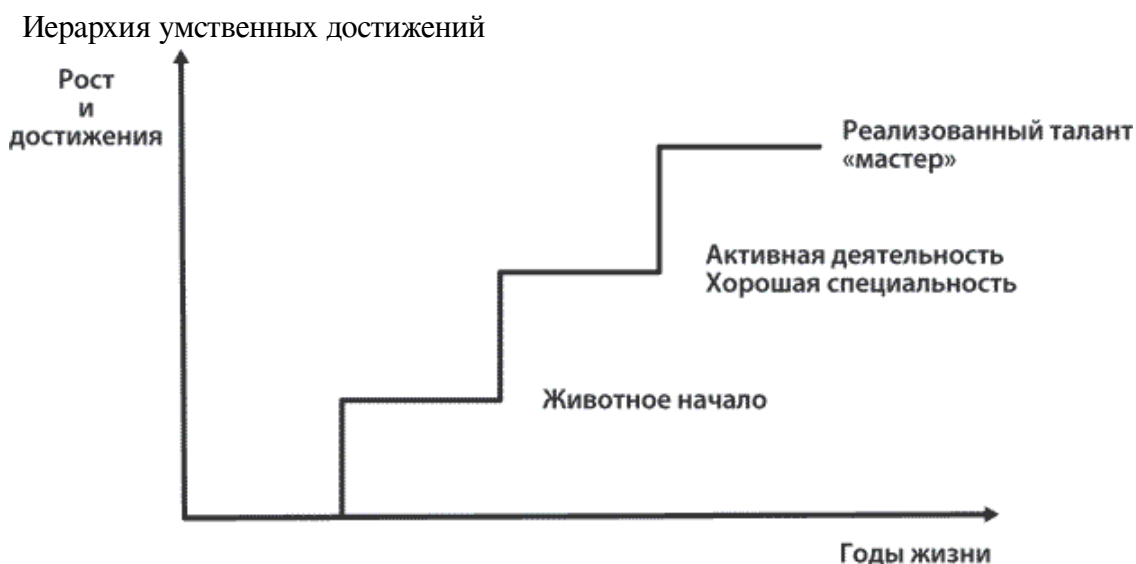 Иерархия умственных достижений
Рост
и
достижения
Реализованный талант
«мастер»
Активная деятельность
Хорошая специальность
Животное начало
Годы жизни